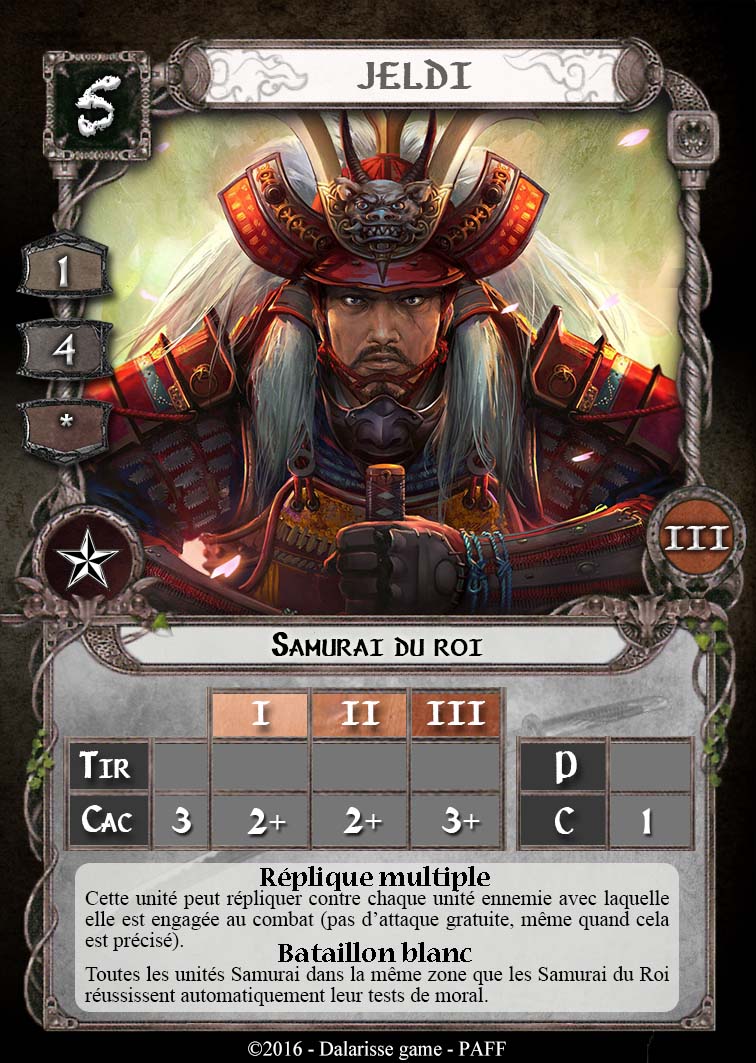 JELDI
S
1
4
*
III
SAMURAI DU ROI
I II III
TIR
CAC 3 2+ 2+ 3+
P
C 1
Réplique multiple
Cette unité peut répliquer contre chaque unité ennemie avec laquelle
elle est engagée au combat (pas d'attaque gratuite, même quand cela
est précisé).
Bataillon blanc
Toutes les unités Samurai dans la même zone que les Samurai du Roi
réussissent automatiquement leur tests de moral.
©2016 - Dalarisse game - PAFF